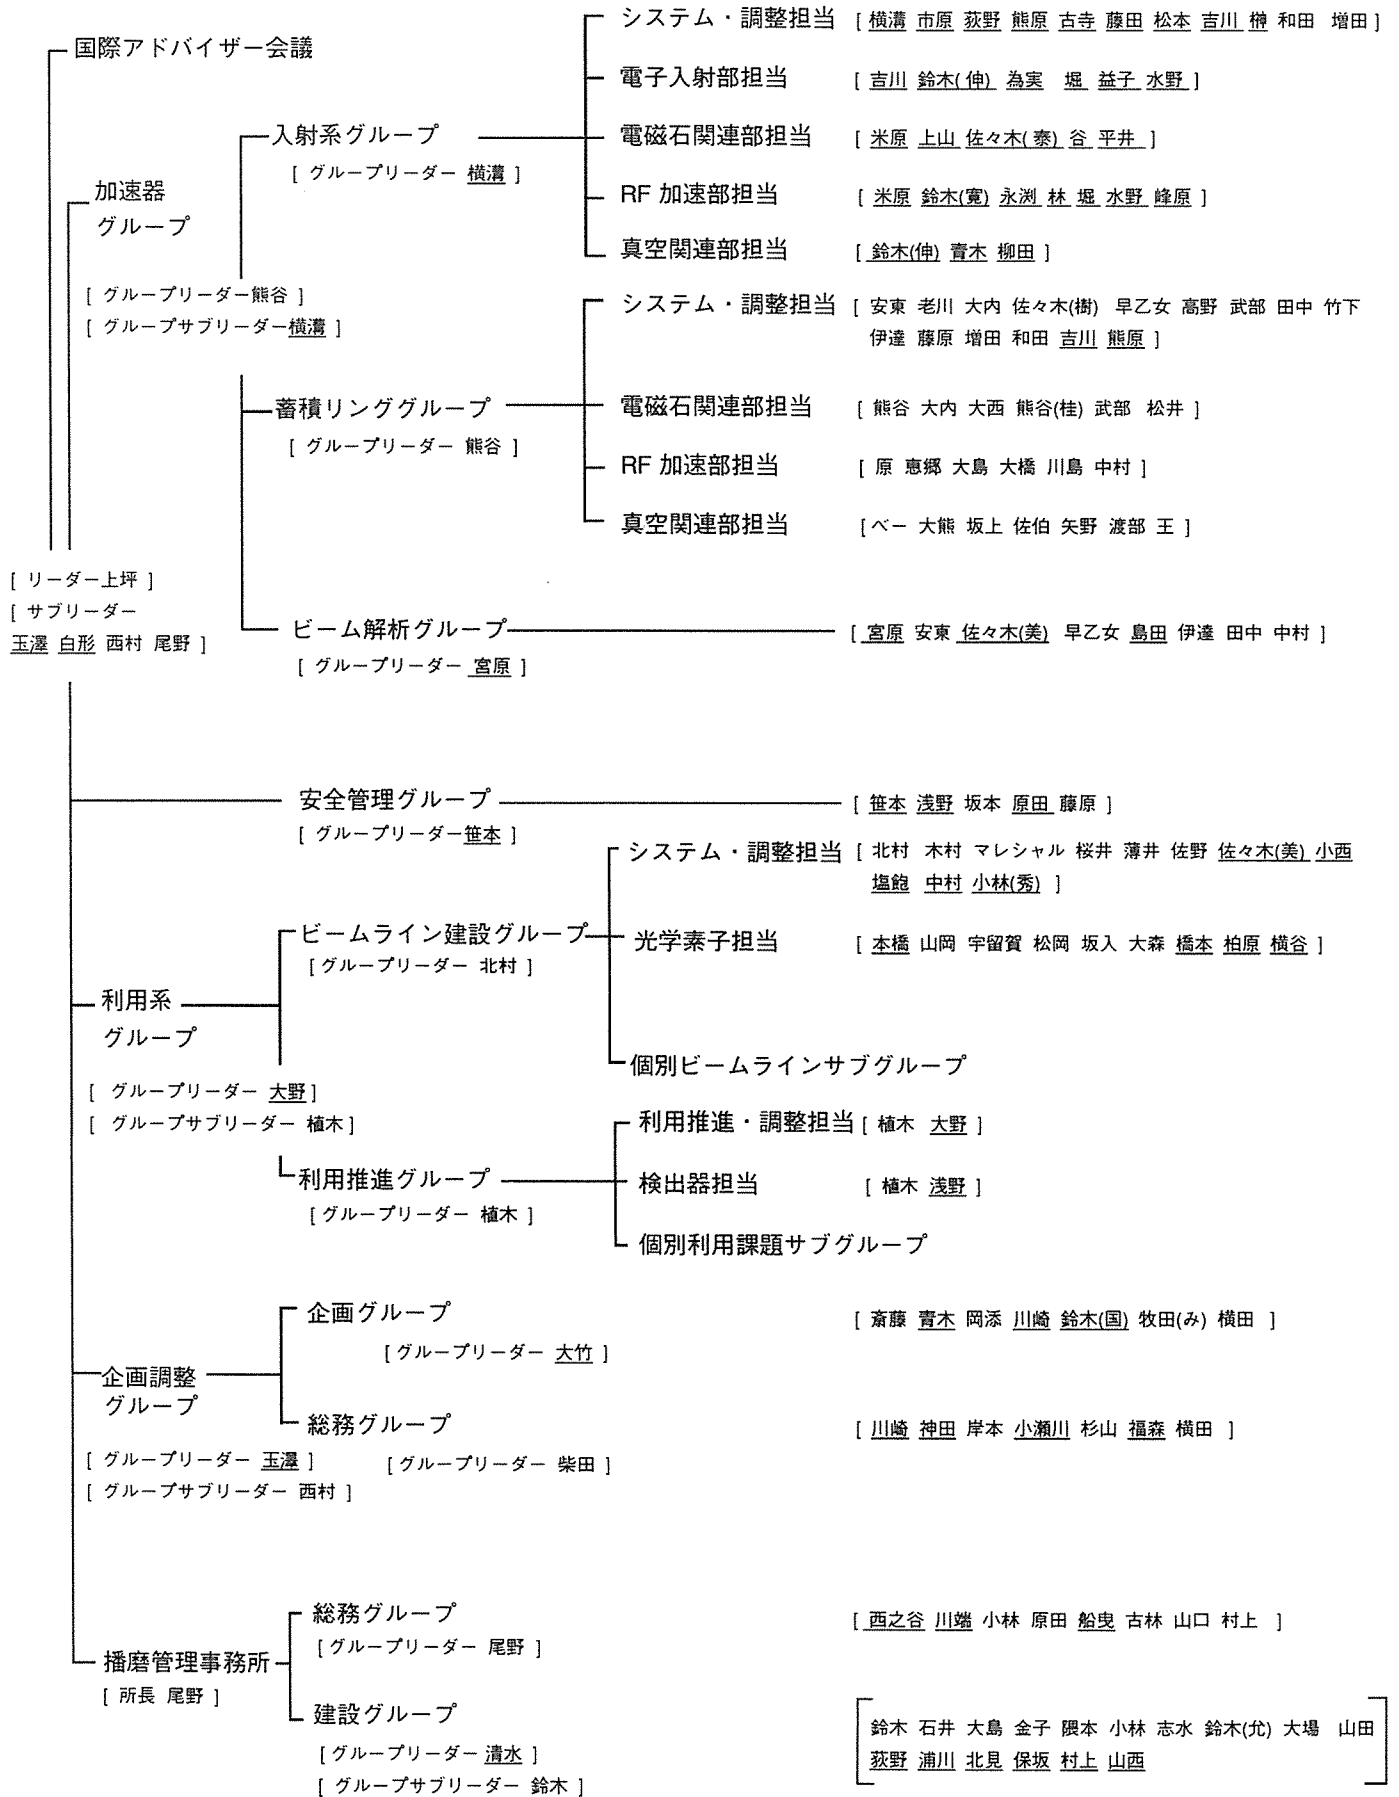 国際アドバイザー会議
加速器
グループ
[ グループリーダー熊谷 ]
[ グループサブリーダー横溝 ]
入射系グループ
[ グループリーダー 横溝 ]
システム・調整担当 [ 横溝 市原 荻野 熊原 古寺 藤田 松本 吉川 榊 和田 増田 ]
電子入射部担当 [ 吉川 鈴木(伸) 為実 堀 益子 水野 ]
電磁石関連部担当 [ 米原 上山 佐々木(泰) 谷 平井 ]
RF 加速部担当 [ 米原 鈴木(寛) 永渕 林 堀 水野 峰原 ]
真空関連部担当 [ 鈴木(伸) 青木 柳田 ]
蓄積リンググループ
[ グループリーダー 熊谷 ]
システム・調整担当 [ 安東 老川 大内 佐々木(樹) 早乙女 高野 武部 田中 竹下
伊達 藤原 増田 和田 吉川 熊原 ]
電磁石関連部担当 [ 熊谷 大内 大西 熊谷(桂) 武部 松井 ]
RF 加速部担当 [ 原 恵郷 大島 大橋 川島 中村 ]
真空関連部担当 [ べー 大熊 坂上 佐伯 矢野 渡部 王 ]
[ リーダー上坪 ]
[ サブリーダー
玉澤 白形 西村 尾野 ]
ビーム解析グループ [ 宮原 安東 佐々木(美) 早乙女 島田 伊達 田中 中村 ]
[ グループリーダー 宮原 ]
安全管理グループ [ 笹本 浅野 坂本 原田 藤原 ]
[ グループリーダー笹本 ]
利用系
グループ
[ グループリーダー 大野 ]
[ グループサブリーダー 植木 ]
ビームライン建設グループ
[ グループリーダー 北村 ]
システム・調整担当 [ 北村 木村 マレシャル 桜井 薄井 佐野 佐々木(美) 小西
塩飽 中村 小林(秀) ]
光学素子担当 [ 本橋 山岡 宇留賀 松岡 坂入 大森 橋本 柏原 横谷 ]
個別ビームラインサブグループ
利用推進グループ
[ グループリーダー 植木 ]
利用推進・調整担当 [ 植木 大野 ]
検出器担当 [ 植木 浅野 ]
個別利用課題サブグループ
企画調整
グループ
[ グループリーダー 玉澤 ]
[ グループサブリーダー 西村 ]
企画グループ [ 斎藤 青木 岡添 川崎 鈴木(国) 牧田(み) 横田 ]
[ グループリーダー 大竹 ]
総務グループ [ 川崎 神田 岸本 小瀬川 杉山 福森 横田 ]
[ グループリーダー 柴田 ]
播磨管理事務所
[ 所長 尾野 ]
総務グループ [ 西之谷 川端 小林 原田 船曳 古林 山口 村上 ]
[ グループリーダー 尾野 ]
建設グループ
[ グループリーダー 清水 ]
[ グループサブリーダー 鈴木 ]
[ 鈴木 石井 大島 金子 隈本 小林 志水 鈴木(允) 大場 山田
荻野 浦川 北見 保坂 村上 山西 ]